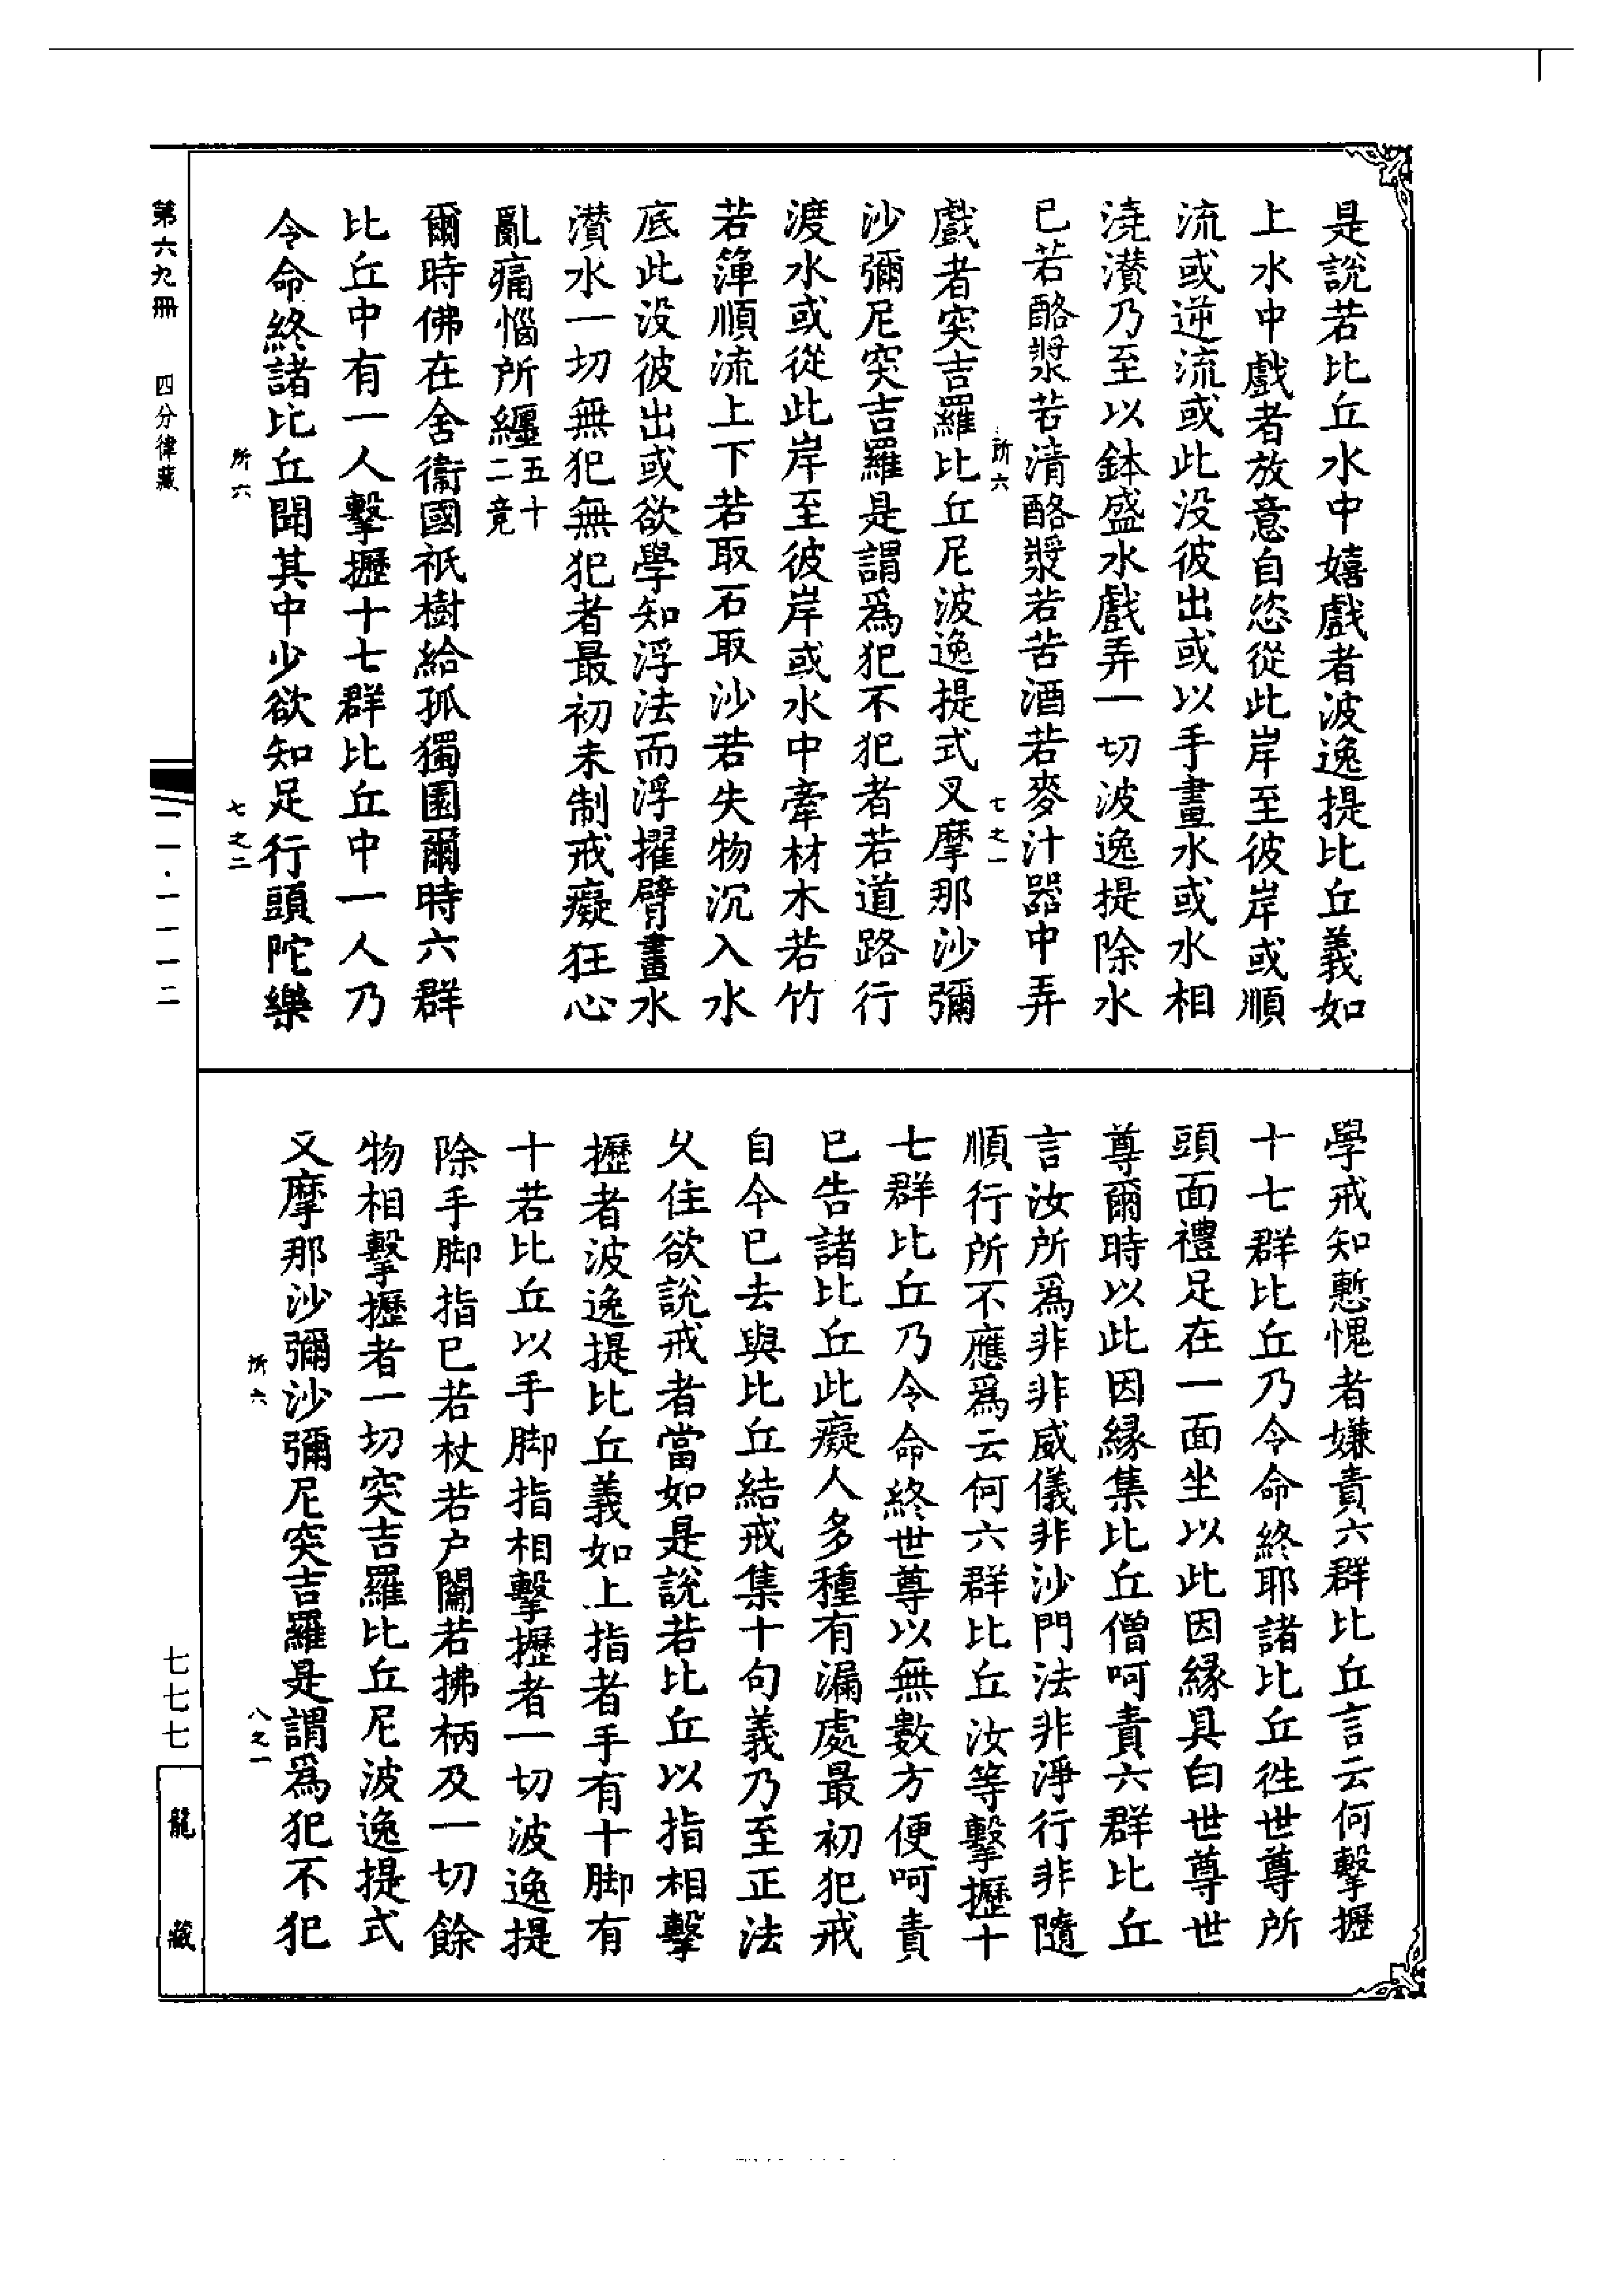 是說若比丘水中嬉戲者波逸提比丘義如
上水中戲者放意自恣從此岸至彼岸或順
流或逆流或此没彼出或以手畫水或水相
澆濽乃至以鉢盛水戲弄一切波逸提除水
已若酪漿若清酪漿若苦酒若麥汁器中弄
所六 七之一
戲者突吉羅比丘尼波逸提式叉摩那沙彌
沙彌尼突吉羅是謂爲犯不犯者若道路行
渡水或從此岸至彼岸或水中牽材木若竹
若箄順流上下若取石取沙若失物沉入水
底此没彼出或欲學知浮法而浮擢臂畫水
濽水一切無犯無犯者最初未制戒癡狂心
亂痛惱所纏五十二竟
爾時佛在舍衞國祇樹給孤獨園爾時六群
比丘中有一人擊攊十七群比丘中一人乃
令命終諸比丘聞其中少欲知足行頭陀樂
所六 七之二
學戒知慙愧者嫌責六群比丘言云何擊攊
十七群比丘乃令命終耶諸比丘徃世尊所
頭面禮足在一面坐以此因縁具白世尊世
尊爾時以此因縁集比丘僧呵責六群比丘
言汝所爲非非威儀非沙門法非淨行非隨
順行所不應爲云何六群比丘汝等擊攊十
七群比丘乃令命終世尊以無數方便呵責
已告諸比丘此癡人多種有漏處最初犯戒
自今已去與比丘結戒集十句義乃至正法
久住欲說戒者當如是說若比丘以指相擊
攊者波逸提比丘義如上指者手有十脚有
十若比丘以手脚指相擊攊者一切波逸提
除手脚指已若杖若户𨷲若拂柄及一切餘
物相擊攊者一切突吉羅比丘尼波逸提式
叉摩那沙彌沙彌尼突吉羅是謂爲犯不犯
所六 八之一
第六九冊 四分律藏
一一·一一一二
七七七
龍藏